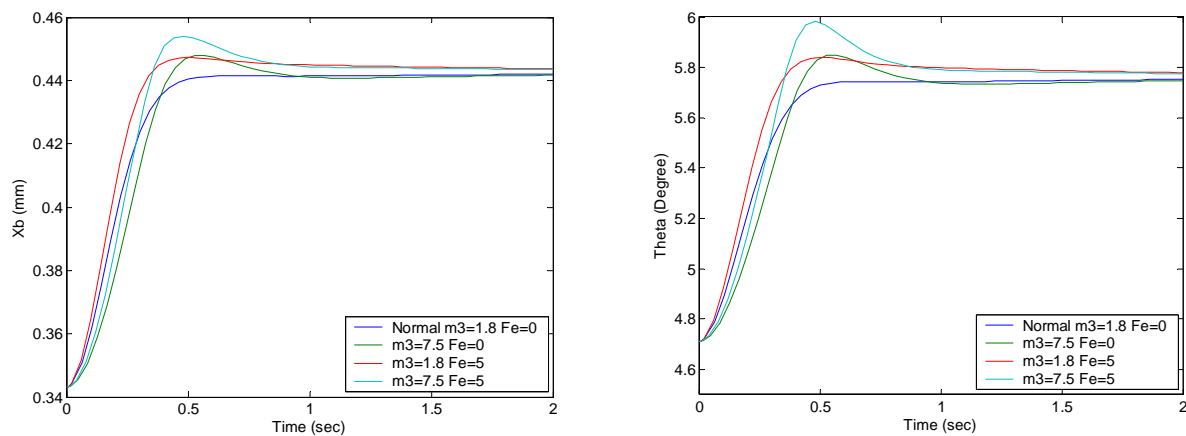 0.46
0.44
0.42
0.4
0.38
0.36
0.34
Xb (mm)
0 0.5 1 1.5 2
Time (sec)
Normal m3=1.8 Fe=0
m3=7.5 Fe=0
m3=1.8 Fe=5
m3=7.5 Fe=5
6
5.8
5.6
5.4
5.2
5
4.8
4.6
Theta (Degree)
0 0.5 1 1.5 2
Time (sec)
Normal m3=1.8 Fe=0
m3=7.5 Fe=0
m3=1.8 Fe=5
m3=7.5 Fe=5